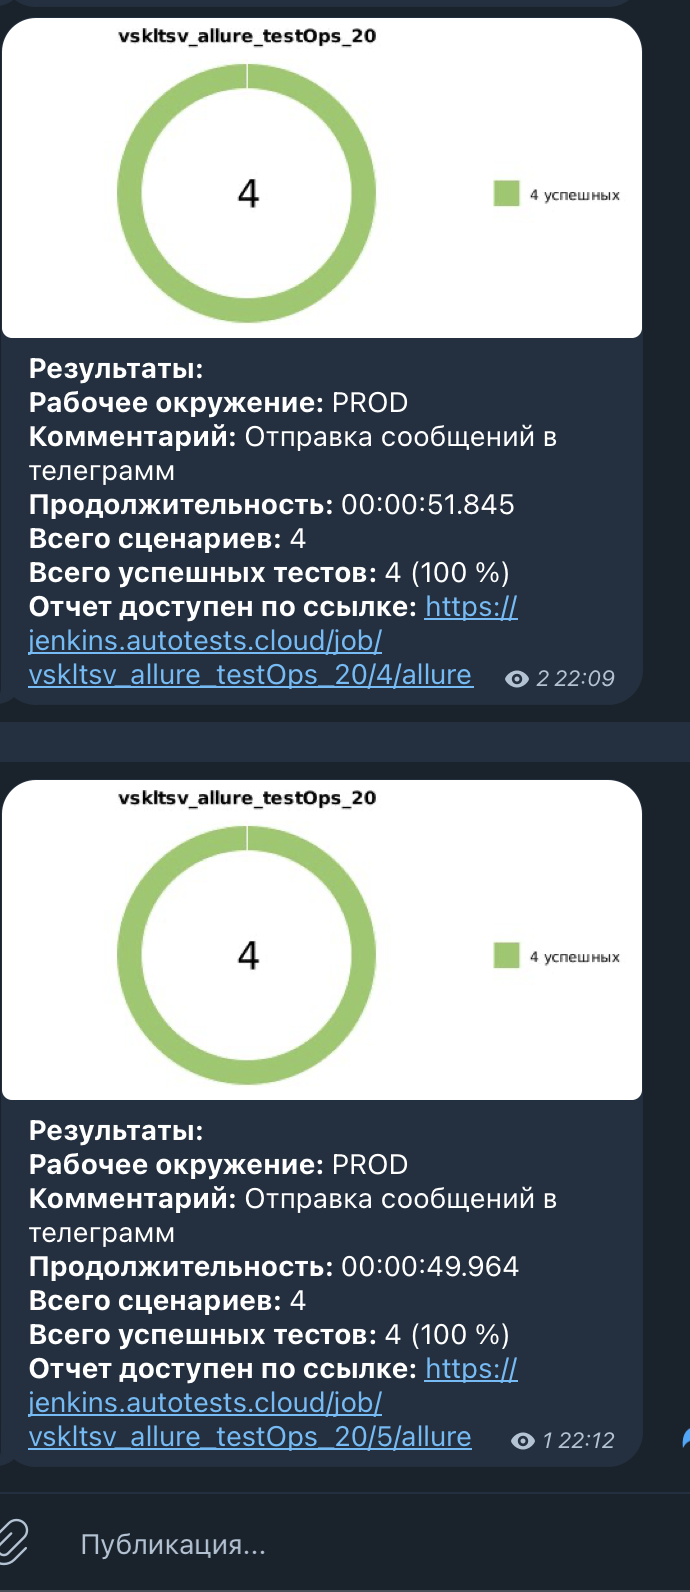 vskltsv_allure_testOps_20
4
4 успешных
Результаты:
Рабочее окружение: PROD
Комментарий: Отправка сообщений в
телеграмм
Продолжительность: 00:00:51.845
Всего сценариев: 4
Всего успешных тестов: 4 (100 %)
Отчет доступен по ссылке: https://
jenkins.autotests.cloud/job/
vskltsv_allure_testOps_20/4/allure 2 22:09
vskltsv_allure_testOps_20
4
4 успешных
Результаты:
Рабочее окружение: PROD
Комментарий: Отправка сообщений в
телеграмм
Продолжительность: 00:00:49.964
Всего сценариев: 4
Всего успешных тестов: 4 (100 %)
Отчет доступен по ссылке: https://
jenkins.autotests.cloud/job/
vskltsv_allure_testOps_20/5/allure 1 22:12
Публикация...